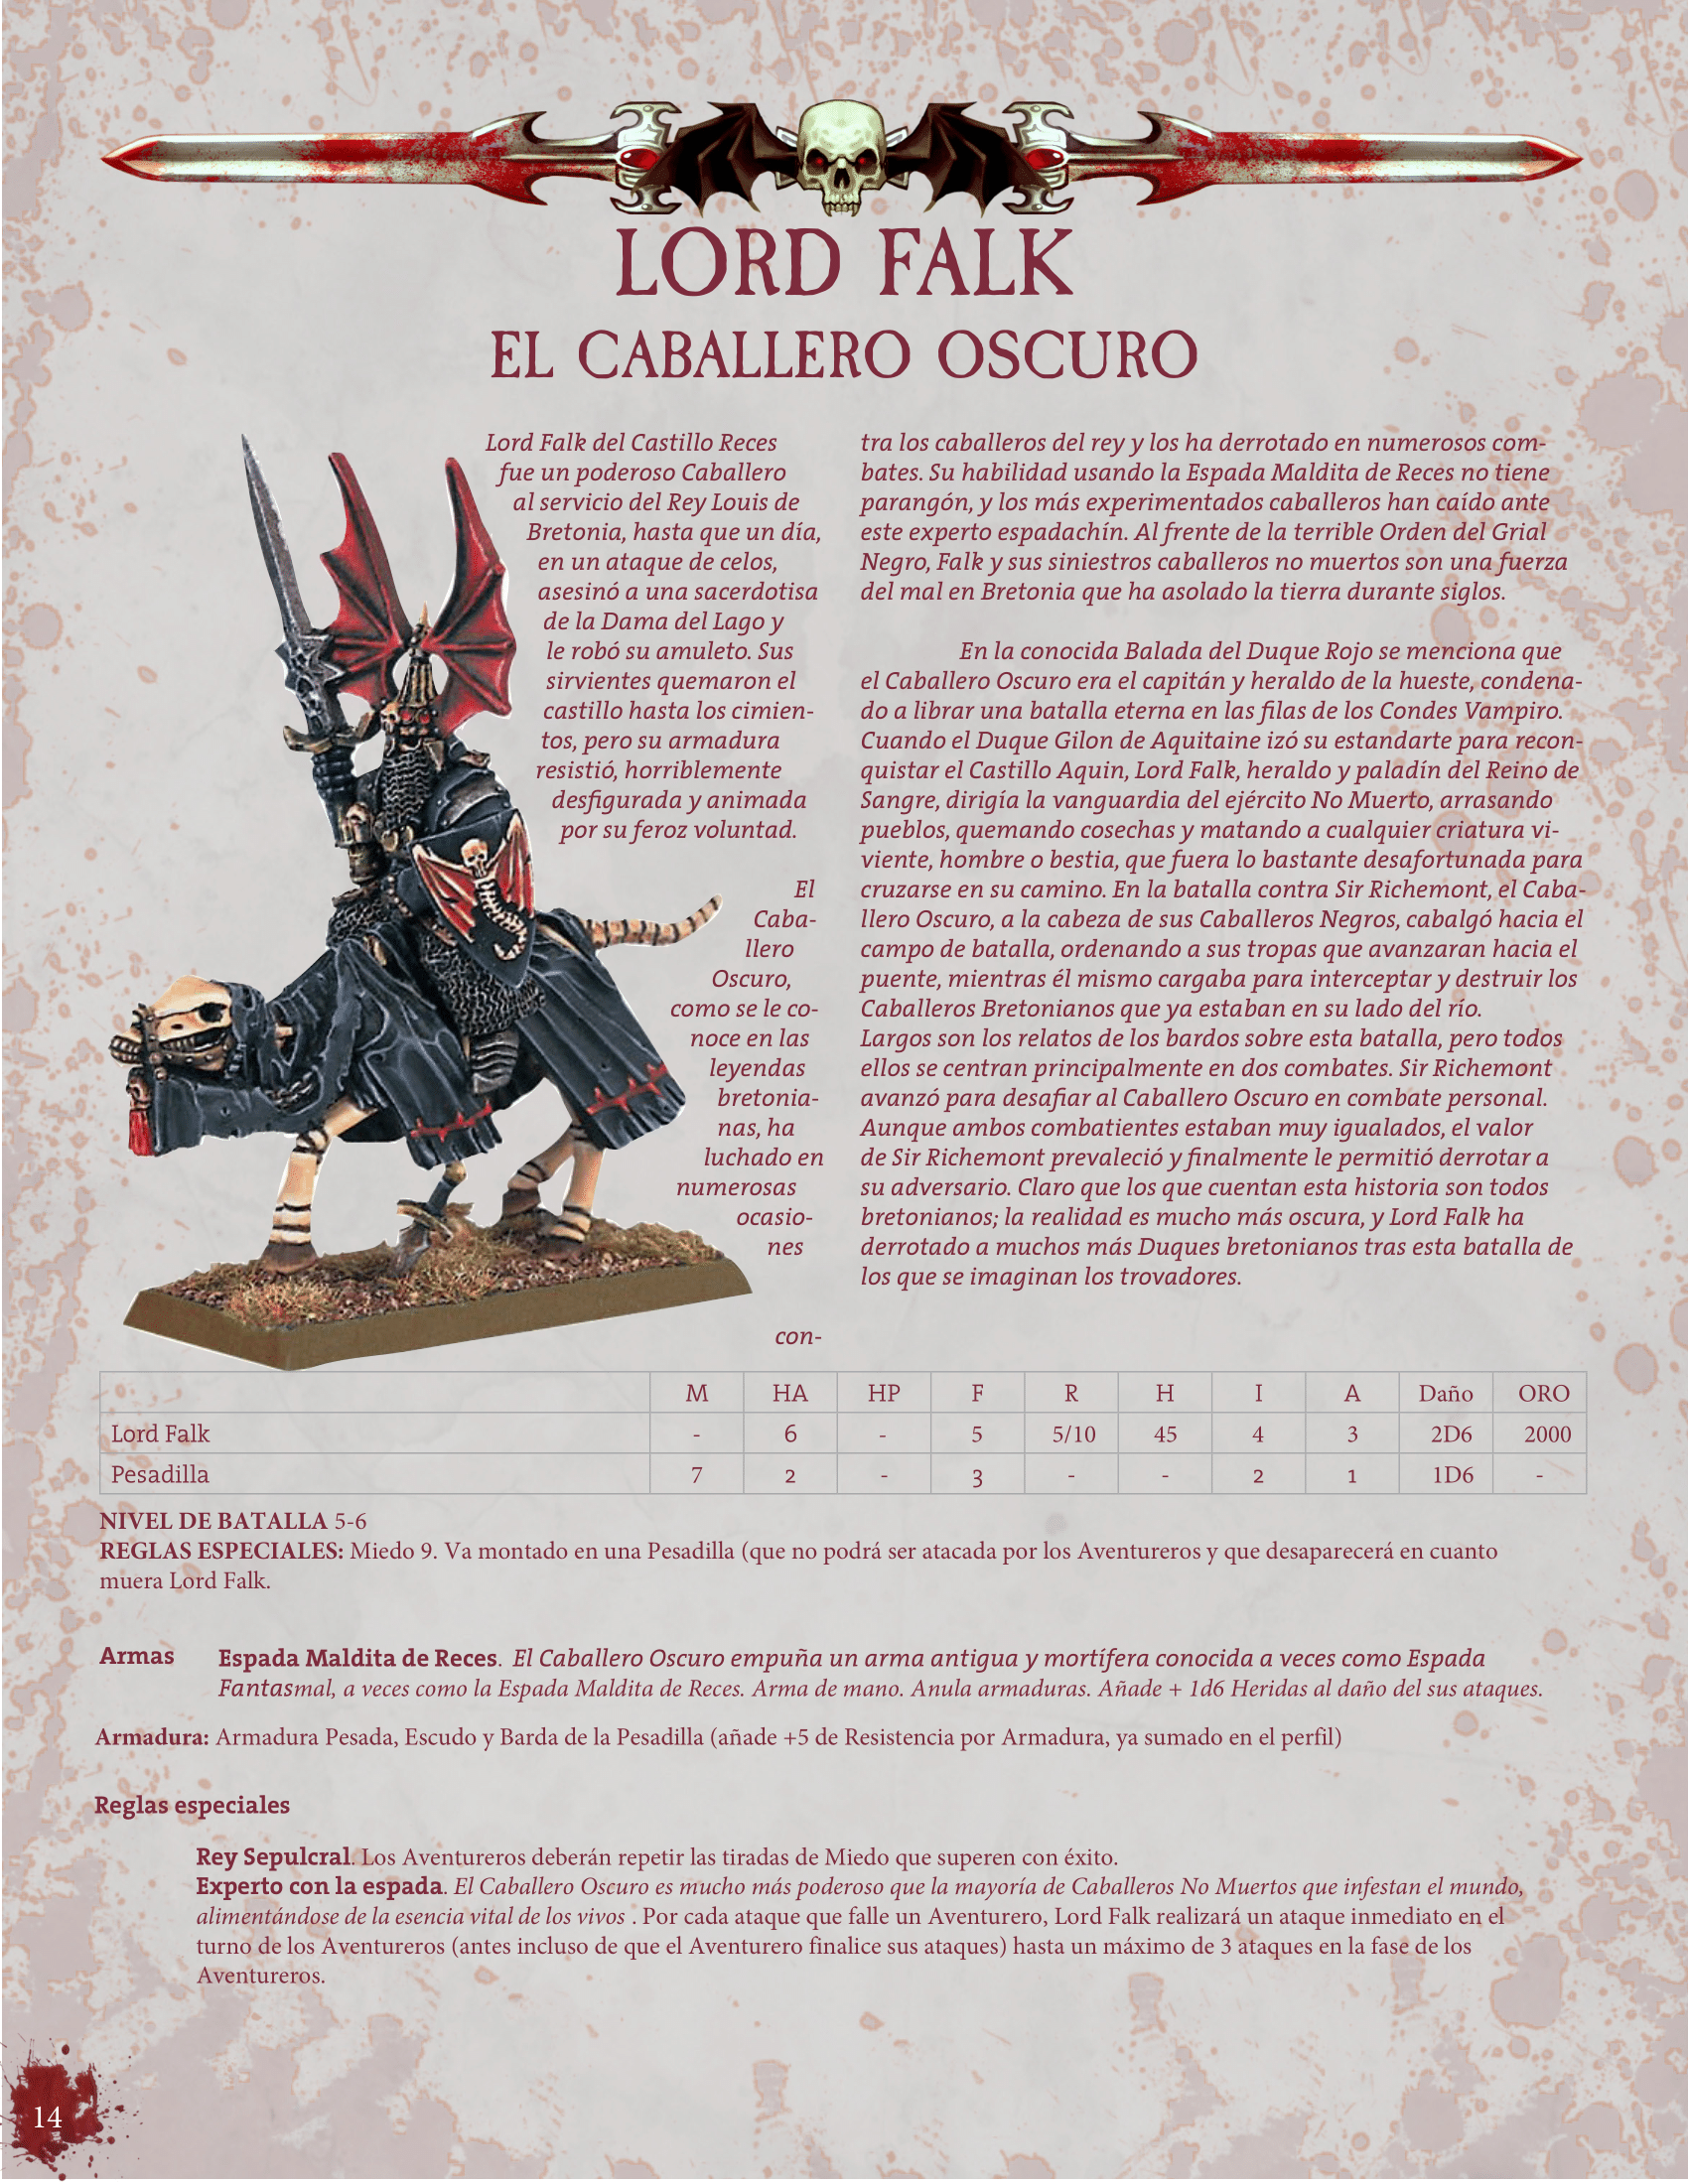 LORD FALK
EL CABALLERO OSCURO
Lord Falk del Castillo Reces
fue un poderoso Caballero
al servicio del Rey Louis de
Bretonia, hasta que un día,
en un ataque de celos,
asesinó a una sacerdotisa
de la Dama del Lago y
le robó su amuleto. Sus
sirvientes quemaron el
castillo hasta los cimien-
tos, pero su armadura
resistió, horriblemente
desfigurada y animada
por su feroz voluntad.
El
Caba-
llero
Oscuro,
como se le co-
noce en las
leyendas
bretonia-
nas, ha
luchado en
numerosas
ocasio-
nes
con-
tra los caballeros del rey y los ha derrotado en numerosos com-
bates. Su habilidad usando la Espada Maldita de Reces no tiene
parangón, y los más experimentados caballeros han caído ante
este experto espadachín. Al frente de la terrible Orden del Grial
Negro, Falk y sus siniestros caballeros no muertos son una fuerza
del mal en Bretonia que ha asolado la tierra durante siglos.
En la conocida Balada del Duque Rojo se menciona que
el Caballero Oscuro era el capitán y heraldo de la hueste, condena-
do a librar una batalla eterna en las filas de los Condes Vampiro.
Cuando el Duque Gilon de Aquitaine izó su estandarte para recon-
quistar el Castillo Aquin, Lord Falk, heraldo y paladín del Reino de
Sangre, dirigía la vanguardia del ejército No Muerto, arrasando
pueblos, quemando cosechas y matando a cualquier criatura vi-
viente, hombre o bestia, que fuera lo bastante desafortunada para
cruzarse en su camino. En la batalla contra Sir Richemont, el Caba-
llero Oscuro, a la cabeza de sus Caballeros Negros, cabalgó hacia el
campo de batalla, ordenando a sus tropas que avanzaran hacia el
puente, mientras él mismo cargaba para interceptar y destruir los
Caballeros Bretonianos que ya estaban en su lado del río.
Largos son los relatos de los bardos sobre esta batalla, pero todos
ellos se centran principalmente en dos combates. Sir Richemont
avanzó para desafiar al Caballero Oscuro en combate personal.
Aunque ambos combatientes estaban muy igualados, el valor
de Sir Richemont prevaleció y finalmente le permitió derrotar a
su adversario. Claro que los que cuentan esta historia son todos
bretonianos; la realidad es mucho más oscura, y Lord Falk ha
derrotado a muchos más Duques bretonianos tras esta batalla de
los que se imaginan los trovadores.
M HA HP F R H I A Daño ORO
Lord Falk - 6 - 5 5/10 45 4 3 2D6 2000
Pesadilla 7 2 - 3 - - 2 1 1D6 -
NIVEL DE BATALLA 5-6
REGLAS ESPECIALES: Miedo 9. Va montado en una Pesadilla (que no podrá ser atacada por los Aventureros y que desaparecerá en cuanto
muera Lord Falk.
Armas Espada Maldita de Reces. El Caballero Oscuro empuña un arma antigua y mortífera conocida a veces como Espada
Fantasmal, a veces como la Espada Maldita de Reces. Arma de mano. Anula armaduras. Añade + 1d6 Heridas al daño del sus ataques.
Armadura: Armadura Pesada, Escudo y Barda de la Pesadilla (añade +5 de Resistencia por Armadura, ya sumado en el perfil)
Reglas especiales
Rey Sepulcral. Los Aventureros deberán repetir las tiradas de Miedo que superen con éxito.
Experto con la espada. El Caballero Oscuro es mucho más poderoso que la mayoría de Caballeros No Muertos que infestan el mundo,
alimentándose de la esencia vital de los vivos . Por cada ataque que falle un Aventurero, Lord Falk realizará un ataque inmediato en el
turno de los Aventureros (antes incluso de que el Aventurero finalice sus ataques) hasta un máximo de 3 ataques en la fase de los
Aventureros.
14